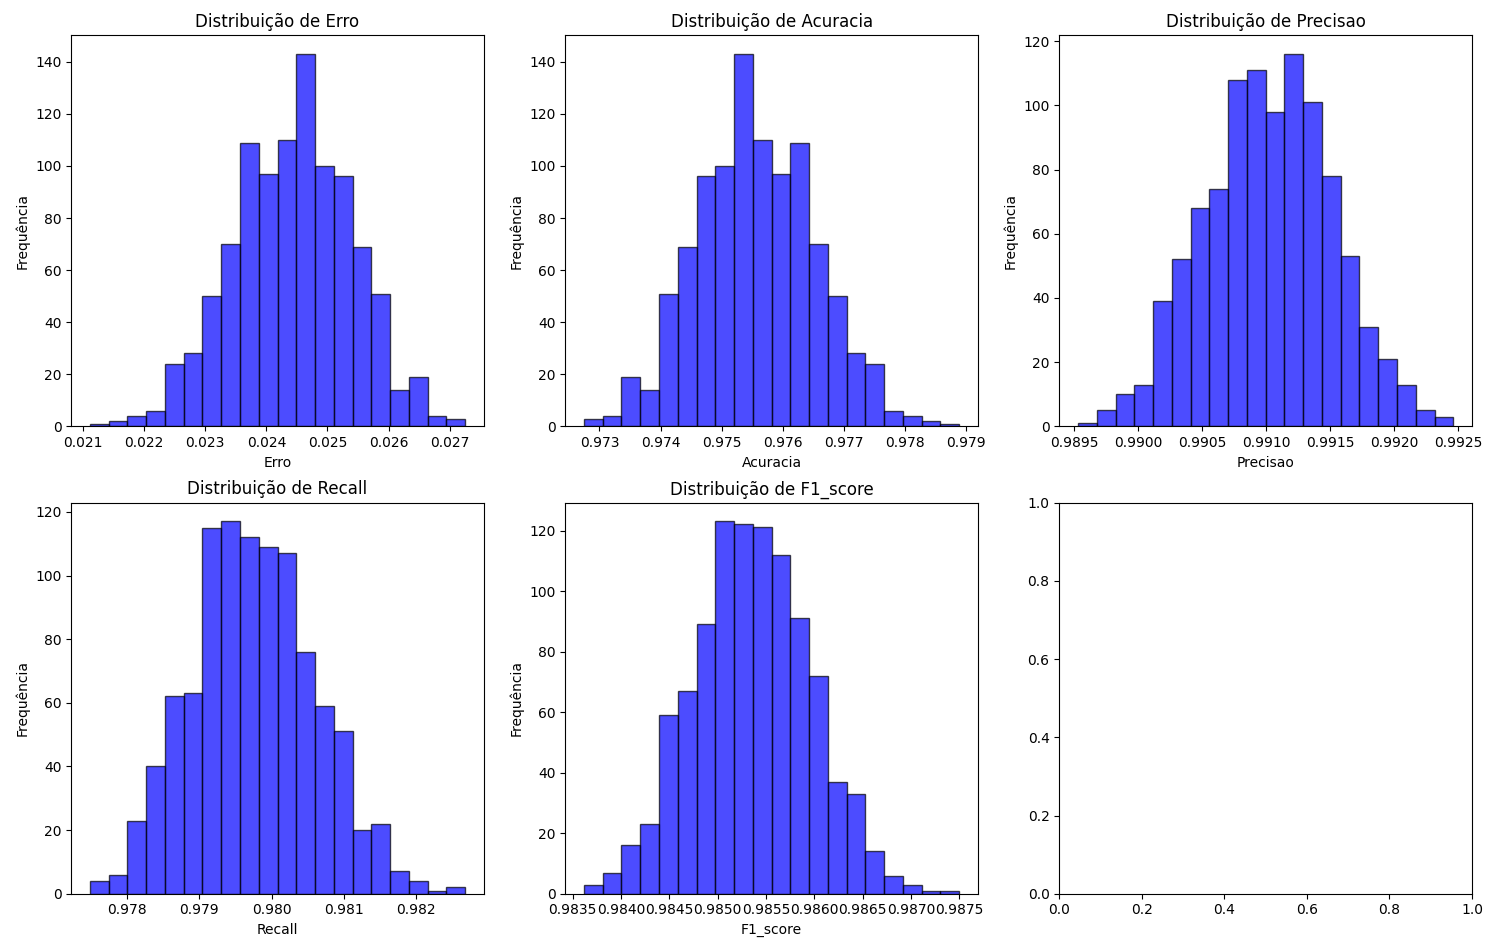 Distribuição de Erro
Frequência
140
120
100
80
60
40
20
0
0.021 0.022 0.023 0.024 0.025 0.026 0.027
Erro
Distribuição de Acuracia
Frequência
140
120
100
80
60
40
20
0
0.973 0.974 0.975 0.976 0.977 0.978 0.979
Acuracia
Distribuição de Precisao
Frequência
120
100
80
60
40
20
0
0.9895 0.9900 0.9905 0.9910 0.9915 0.9920 0.9925
Precisao
Distribuição de Recall
Frequência
120
100
80
60
40
20
0
0.978 0.979 0.980 0.981 0.982
Recall
Distribuição de F1_score
Frequência
120
100
80
60
40
20
0
0.9835 0.9840 0.9845 0.9850 0.9855 0.9860 0.9865 0.9870 0.9875
F1_score
1.0
0.8
0.6
0.4
0.2
0.0
0.0 0.2 0.4 0.6 0.8 1.0